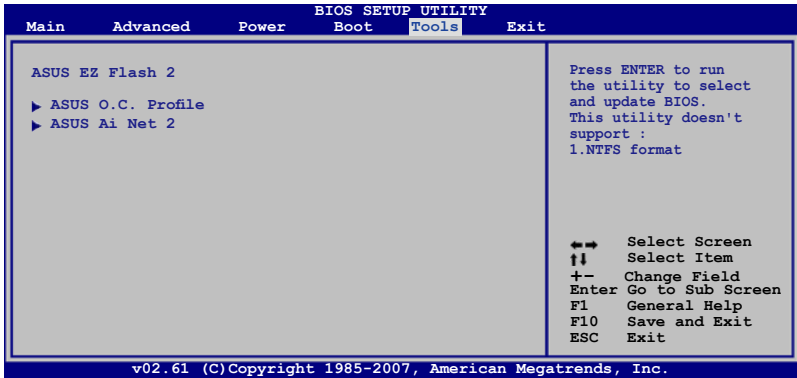 BIOS SETUP UTILITY
Main Advanced Power Boot Tools Exit
ASUS EZ Flash 2
ASUS O.C. Profile
ASUS Ai Net 2
Press ENTER to run
the utility to select
and update BIOS.
This utility doesn't
support :
1.NTFS format
←→ Select Screen
↑↓ Select Item
+- Change Field
Enter Go to Sub Screen
F1 General Help
F10 Save and Exit
ESC Exit
v02.61 (C)Copyright 1985-2007, American Megatrends, Inc.